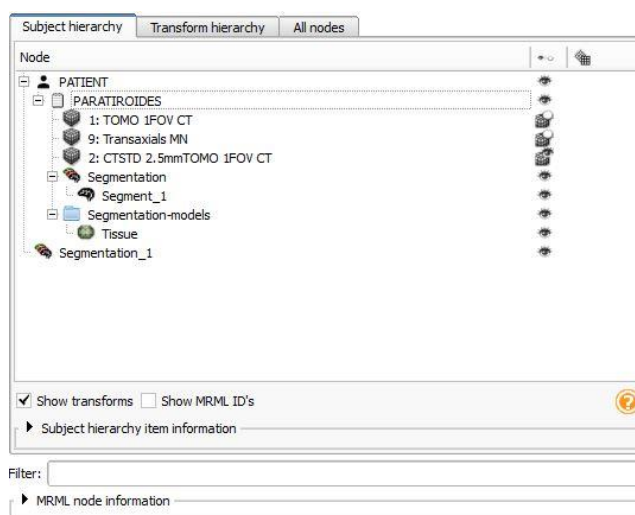 Subject hierarchy Transform hierarchy All nodes
Node
PATIENT
PARATIROIDES
1: TOMO 1FOV CT
9: Transaxials MN
2: CTSTD 2.5mmTOMO 1FOV CT
Segmentation
Segment_1
Segmentation-models
Tissue
Segmentation_1
Show transforms Show MRML ID's
Subject hierarchy item information
Filter:
MRML node information